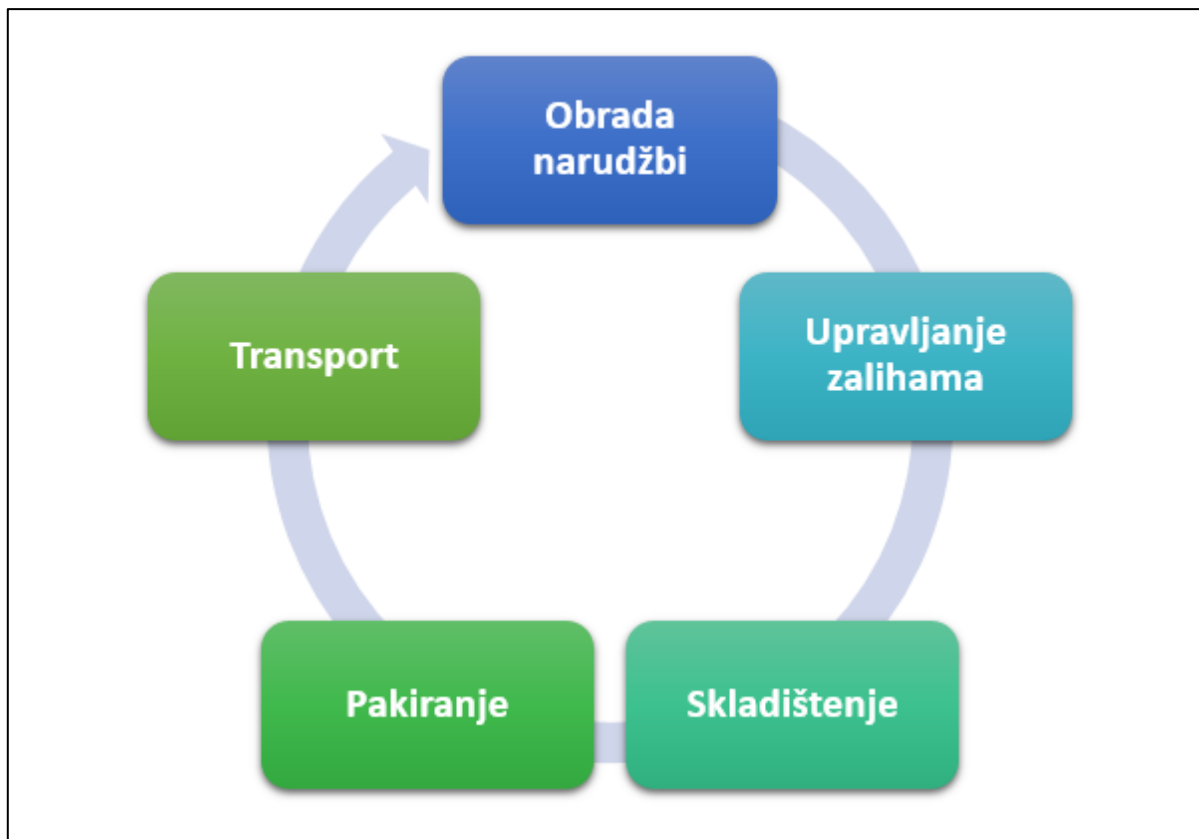 Obrada
narudžbi
Upravljanje
zalihama
Skladištenje
Pakiranje
Transport